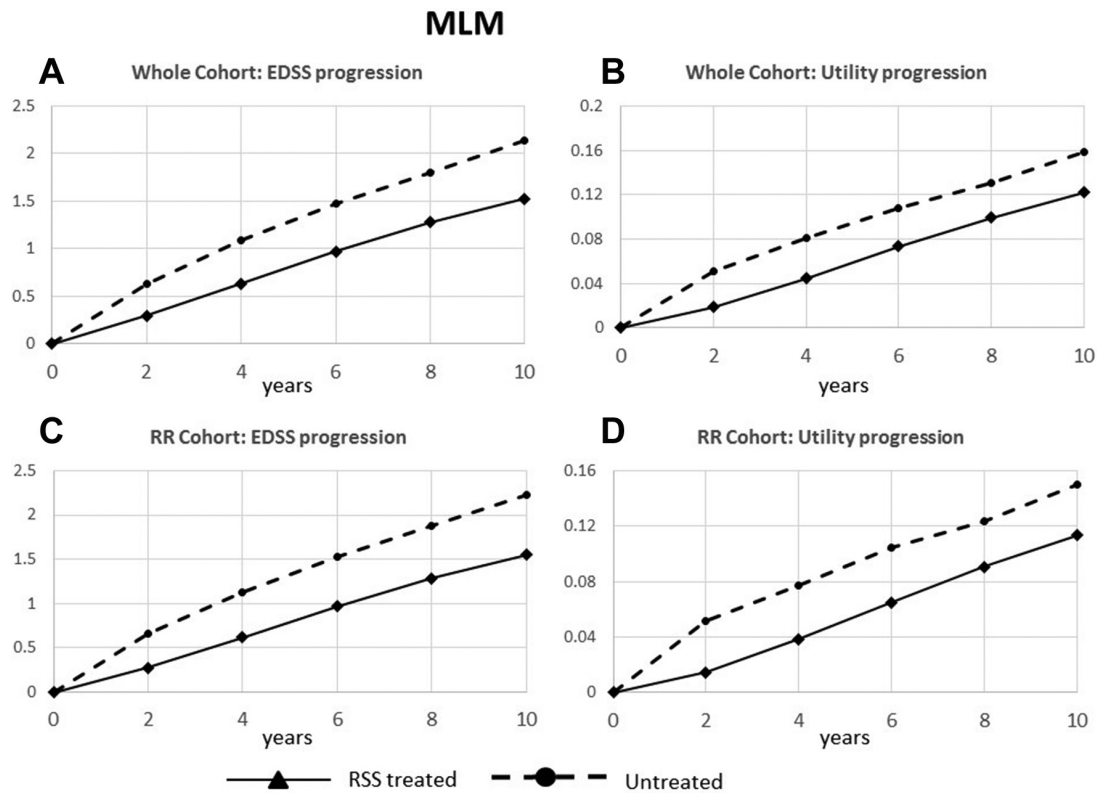 MLM
A
Whole Cohort: EDSS progression
2.5
2
1.5
1
0.5
0
0 2 4 6 8 10
years
B
Whole Cohort: Utility progression
0.2
0.16
0.12
0.08
0.04
0
0 2 4 6 8 10
years
C
RR Cohort: EDSS progression
2.5
2
1.5
1
0.5
0
0 2 4 6 8 10
years
D
RR Cohort: Utility progression
0.16
0.12
0.08
0.04
0
0 2 4 6 8 10
years
RSS treated
Untreated